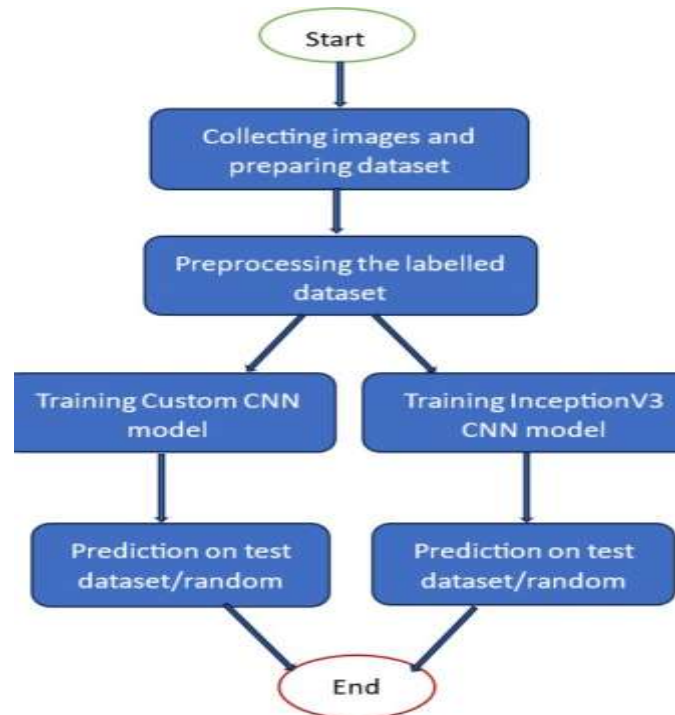 Start
Collecting images and
preparing dataset
Preprocessing the labelled
dataset
Training Custom CNN
model
Training InceptionV3
CNN model
Prediction on test
dataset/random
Prediction on test
dataset/random
End